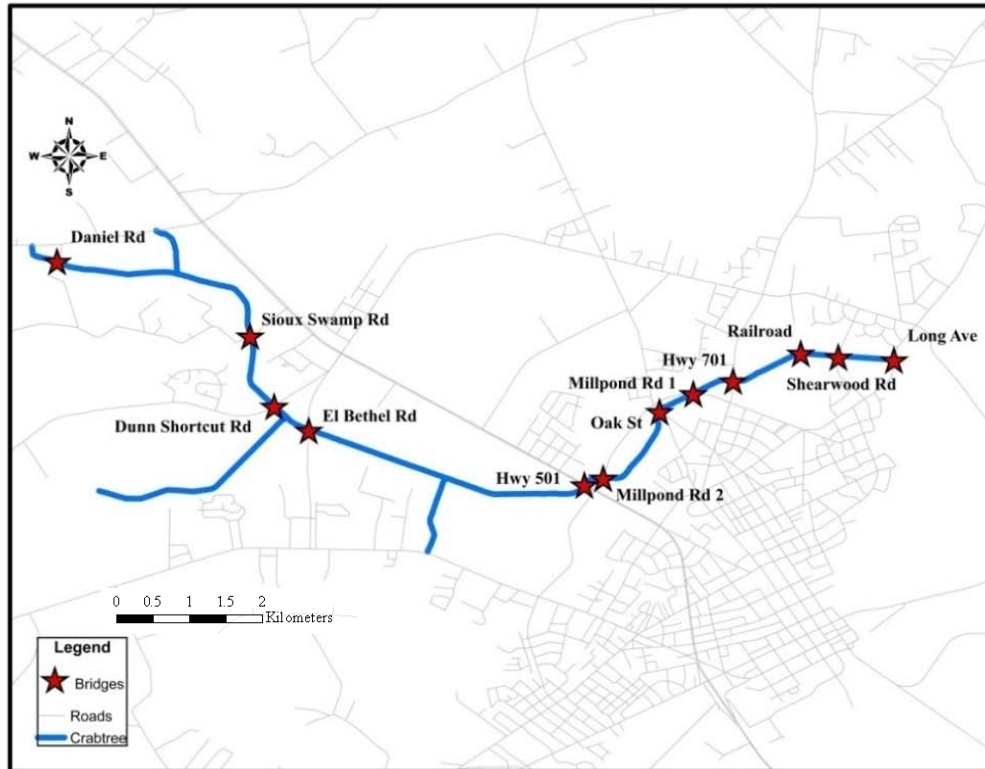 N
W E
S
Daniel Rd
Sioux Swamp Rd
Railroad
Long Ave
Hwy 701
Millpond Rd 1
Shearwood Rd
Oak St
El Bethel Rd
Dunn Shortcut Rd
Hwy 501
Millpond Rd 2
0 0.5 1 1.5 2
Kilometers
Legend
Bridges
Roads
Crabtree